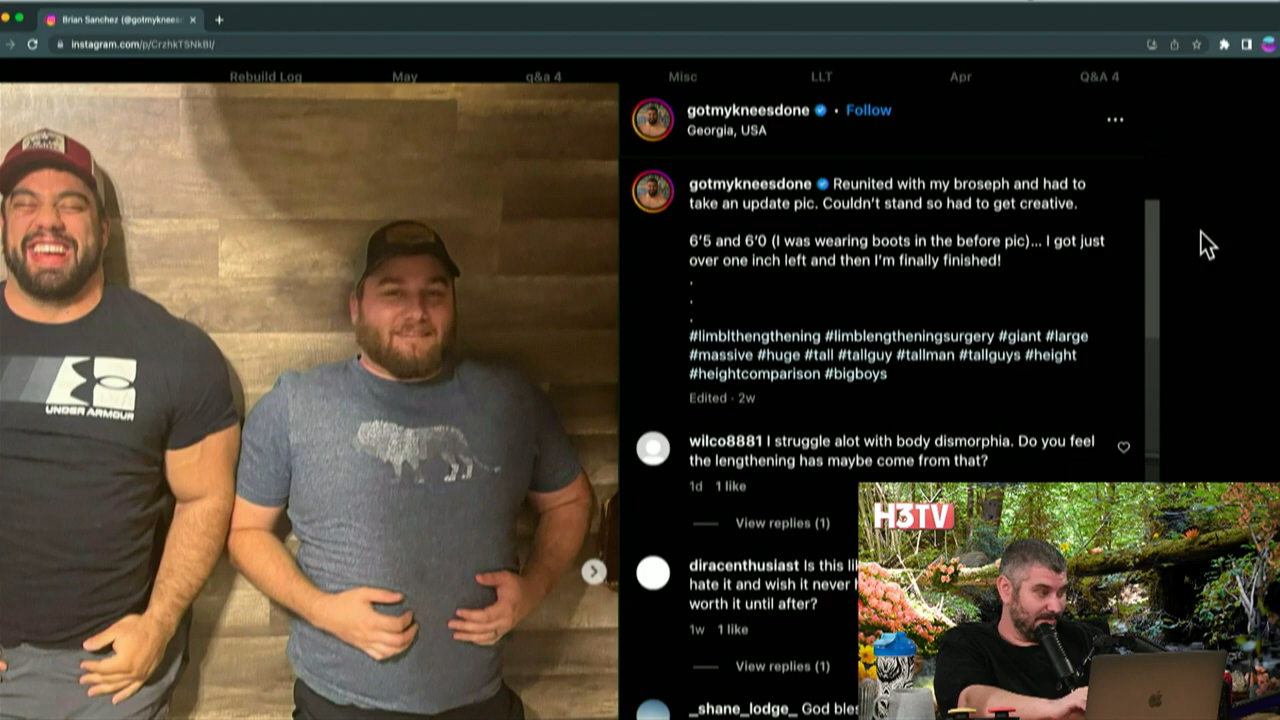 Brian Sanchez (@gotmyknees
instagram.com/p/CrzhkT5NkBl/
Rebuild Log
May
q&a 4
Misc
LLT
Apr
Q&A 4
gotmykneesdone • Follow
Georgia, USA
gotmykneesdone Reunited with my broseph and had to
take an update pic. Couldn't stand so had to get creative.
6'5 and 6'0 (I was wearing boots in the before pic)... I got just
over one inch left and then I'm finally finished!
.
.
.
#limblthengthening #limblengtheningsurgery #giant #large
#massive #huge #tall #tallguy #tallman #tallguys #height
#heightcomparison #bigboys
Edited · 2w
wilco8881 I struggle alot with body dismorphia. Do you feel
the lengthening has maybe come from that?
1d 1 like
View replies (1)
diracenthusiast Is this
hate it and wish it never
worth it until after?
1w 1 like
View replies (1)
_shane_lodge_ God
UNDER ARMOUR
H3TV